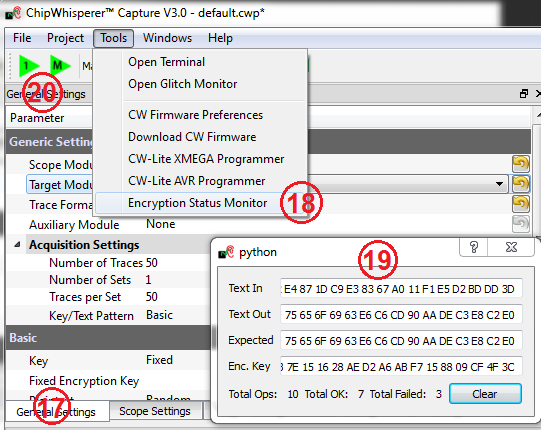 ChipWhisperer™ Capture V3.0 - default.cwp*
File Project Tools Windows Help
1 M Ma
Open Terminal
Open Glitch Monitor
CW Firmware Preferences
Download CW Firmware
CW-Lite XMEGA Programmer
CW-Lite AVR Programmer
Encryption Status Monitor
18
20
General Settings
Parameter
Generic Setting
Scope Modu
Target Modu
Trace Forma
Auxiliary Module None
Acquisition Settings
Number of Traces 50
Number of Sets 1
Traces per Set 50
Key/Text Pattern Basic
Basic
Key Fixed
Fixed Encryption Key
Random
17
General Settings Scope Settings
python
19
Text In E4 87 1D C9 E3 83 67 A0 11 F1 E5 D2 BD DD 3D
Text Out 75 65 6F 69 63 E6 C6 CD 90 AA DE C3 E8 C2 E0
Expected 75 65 6F 69 63 E6 C6 CD 90 AA DE C3 E8 C2 E0
Enc. Key 3 7E 15 16 28 AE D2 A6 AB F7 15 88 09 CF 4F 3C
Total Ops: 10 Total OK: 7 Total Failed: 3 Clear